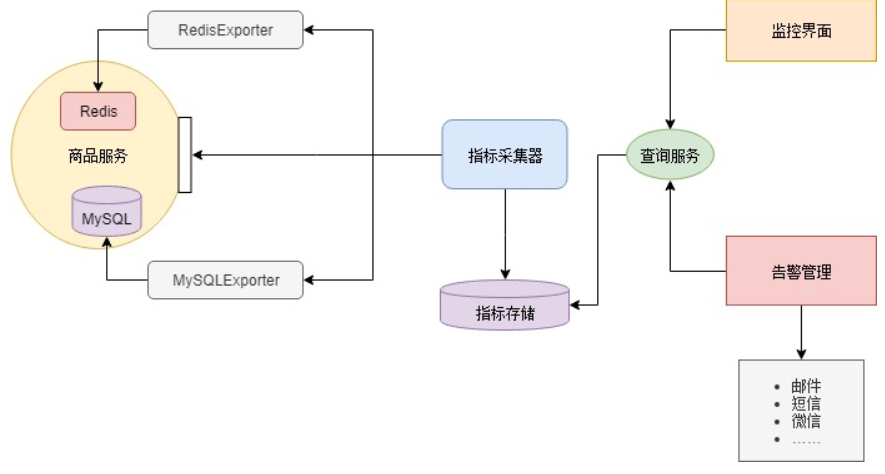 RedisExporter
监控界面
Redis
商品服务
指标采集器
查询服务
MySQL
MySQLExporter
告警管理
指标存储
邮件
短信
微信
……